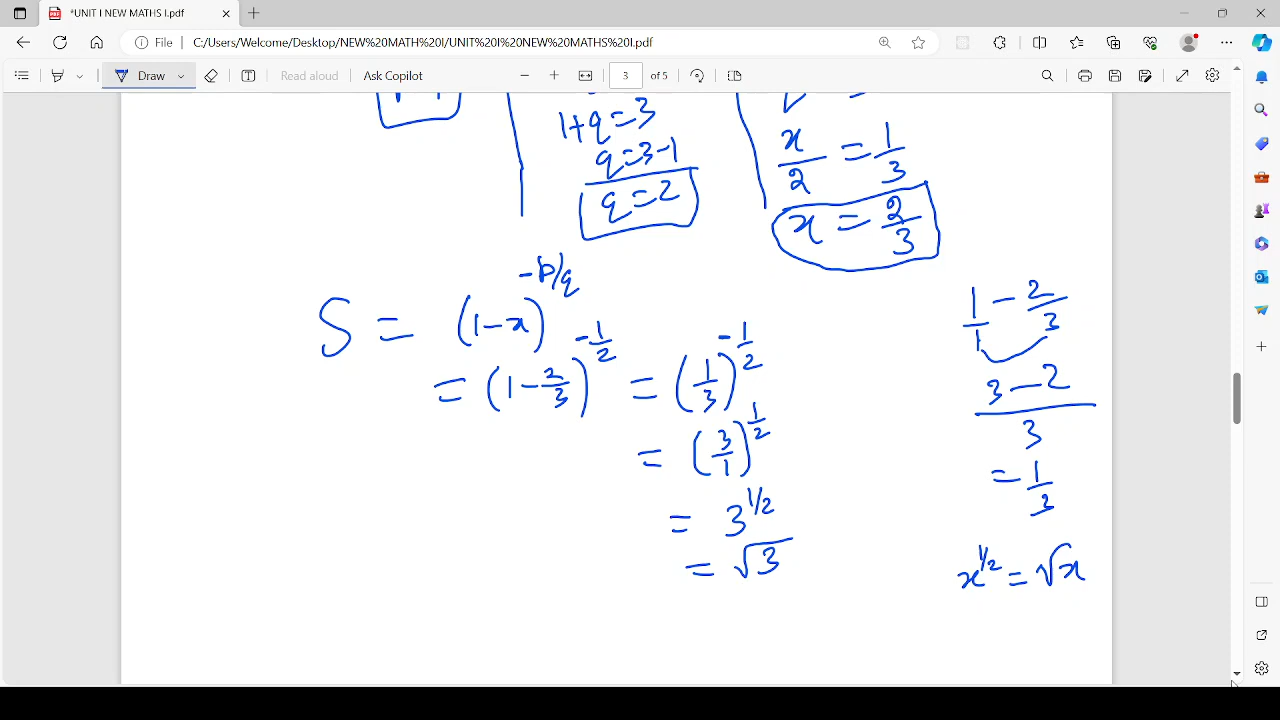 *UNIT I NEW MATHS I.pdf
File C:/Users/Welcome/Desktop/NEW%20MATH%20I/UNIT%20I%20NEW%20MATHS%20I.pdf
Draw Read aloud Ask Copilot 3 of 5
1+q=3
q=3-1
q=2
x/2 = 1/3
x = 2/3
S = (1-x)^-p/q
= (1-2/3)^-1/2 = (1/3)^-1/2
= (3/1)^1/2
= 3^1/2
= √3
1/1 - 2/3
3-2
3
= 1/3
x^1/2 = √x